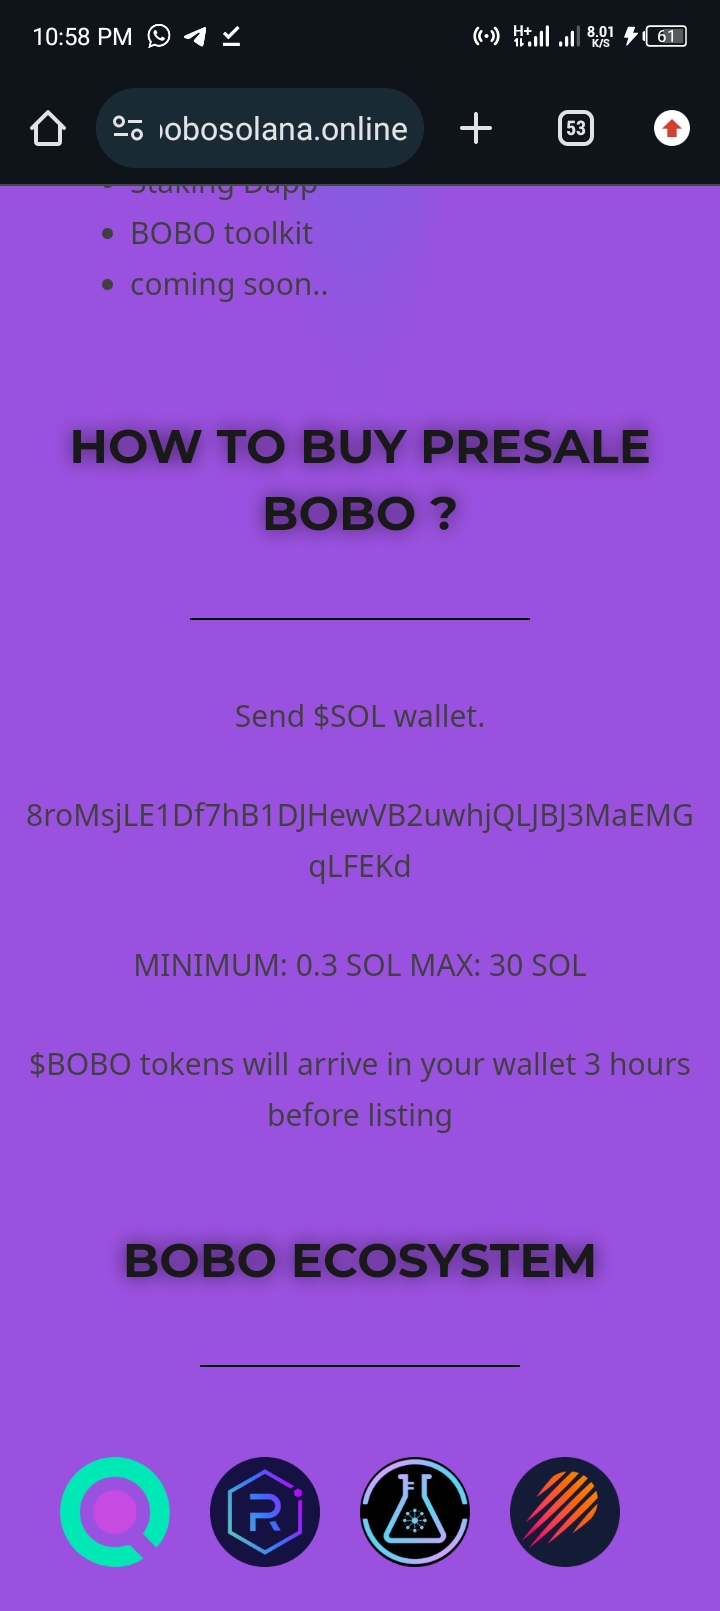 10:58 PM
H+
8.01
K/S
61
bobosolana.online
53
Staking Dapp
BOBO toolkit
coming soon..
HOW TO BUY PRESALE
BOBO ?
Send $SOL wallet.
8roMsjLE1Df7hB1DJHewVB2uwhjQLJBJ3MaEMG
qLFEKd
MINIMUM: 0.3 SOL MAX: 30 SOL
$BOBO tokens will arrive in your wallet 3 hours
before listing
BOBO ECOSYSTEM